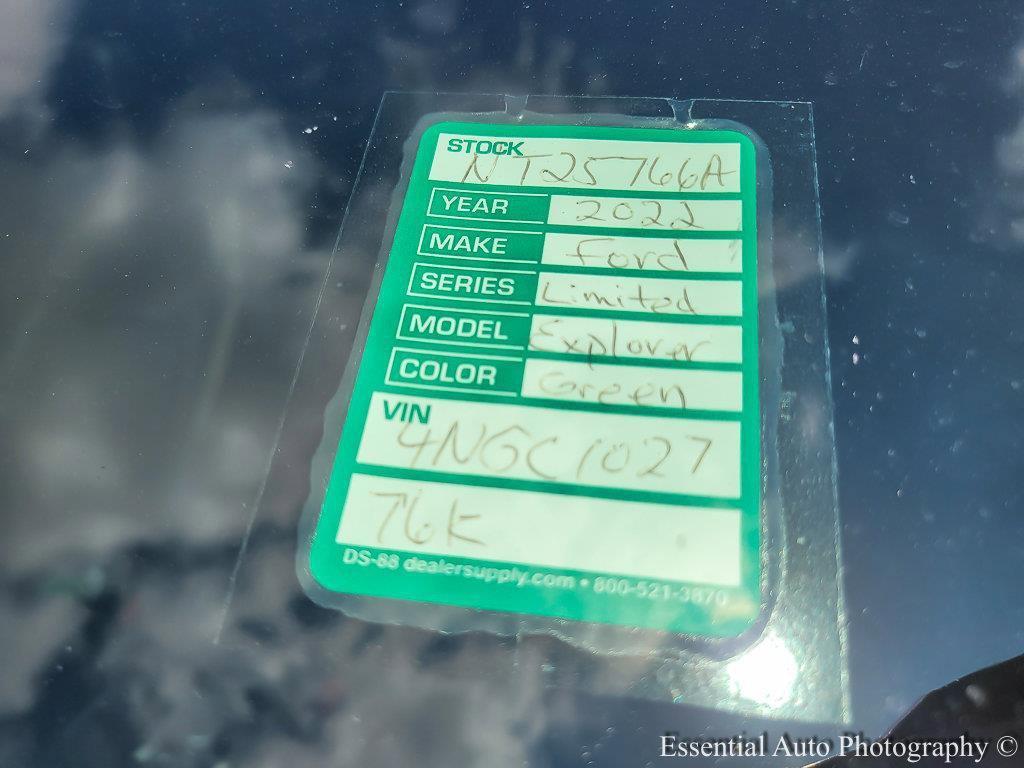 STOCK
NT25766A
YEAR 2022
MAKE Ford
SERIES Limited
MODEL Explorer
COLOR Green
VIN
4NGC1027
76K
DS-88 dealersupply.com • 800-521-3870
Essential Auto Photography ©